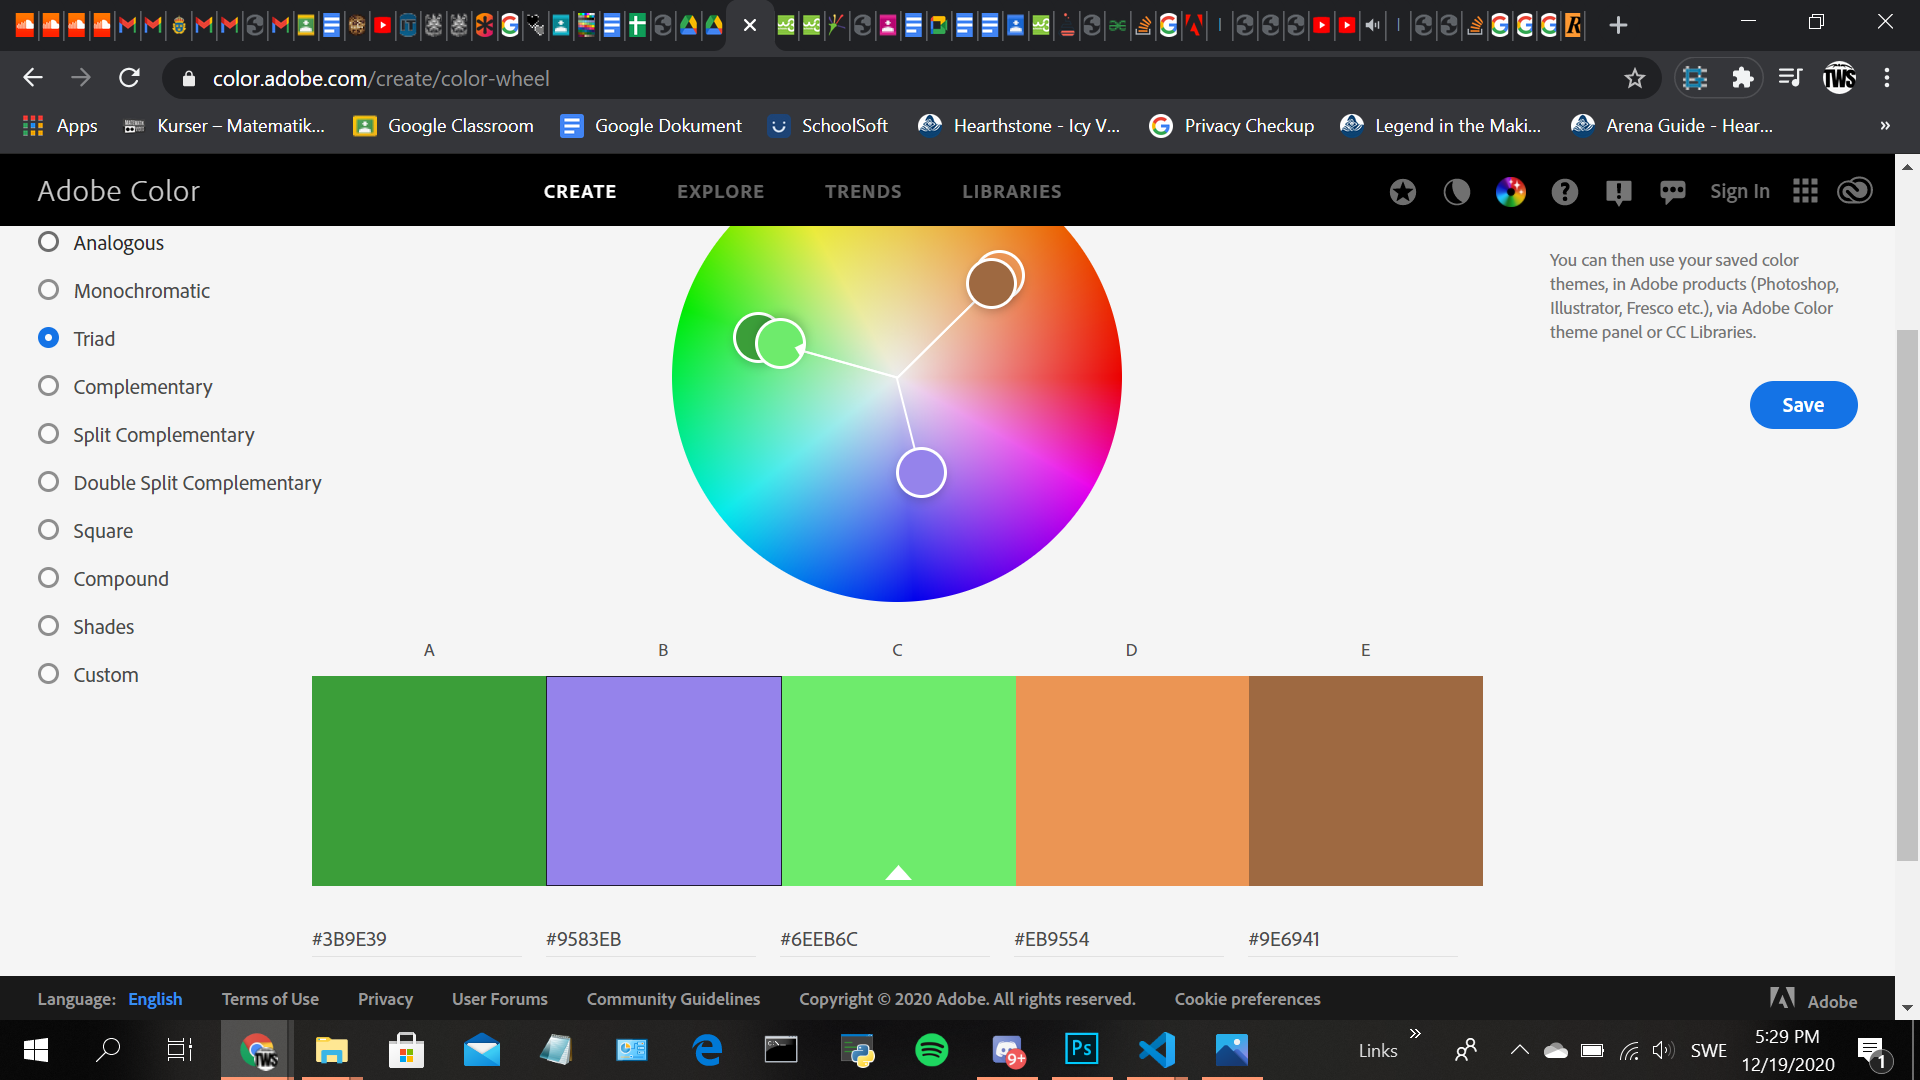 color.adobe.com/create/color-wheel
TWS
Apps
Kurser – Matematik...
Google Classroom
Google Dokument
SchoolSoft
Hearthstone - Icy V...
Privacy Checkup
Legend in the Maki...
Arena Guide - Hear...
»
Adobe Color
CREATE
EXPLORE
TRENDS
LIBRARIES
Sign In
Analogous
Monochromatic
Triad
Complementary
Split Complementary
Double Split Complementary
Square
Compound
Shades
Custom
You can then use your saved color
themes, in Adobe products (Photoshop,
Illustrator, Fresco etc.), via Adobe Color
theme panel or CC Libraries.
Save
A
B
C
D
E
#3B9E39
#9583EB
#6EEB6C
#EB9554
#9E6941
Language: English
Terms of Use
Privacy
User Forums
Community Guidelines
Copyright © 2020 Adobe. All rights reserved.
Cookie preferences
Adobe
TWS
9+
Ps
Links
»
SWE
5:29 PM
12/19/2020
1